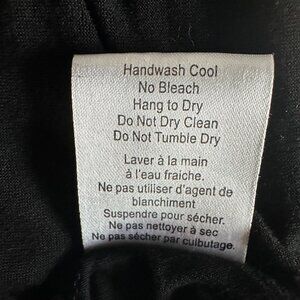 Handwash Cool
No Bleach
Hang to Dry
Do Not Dry Clean
Do Not Tumble Dry
Laver à la main
à l'eau fraiche.
Ne pas utiliser d'agent de
blanchiment
Suspendre pour sécher.
Ne pas nettoyer à sec
Ne pas sécher par culbutage.